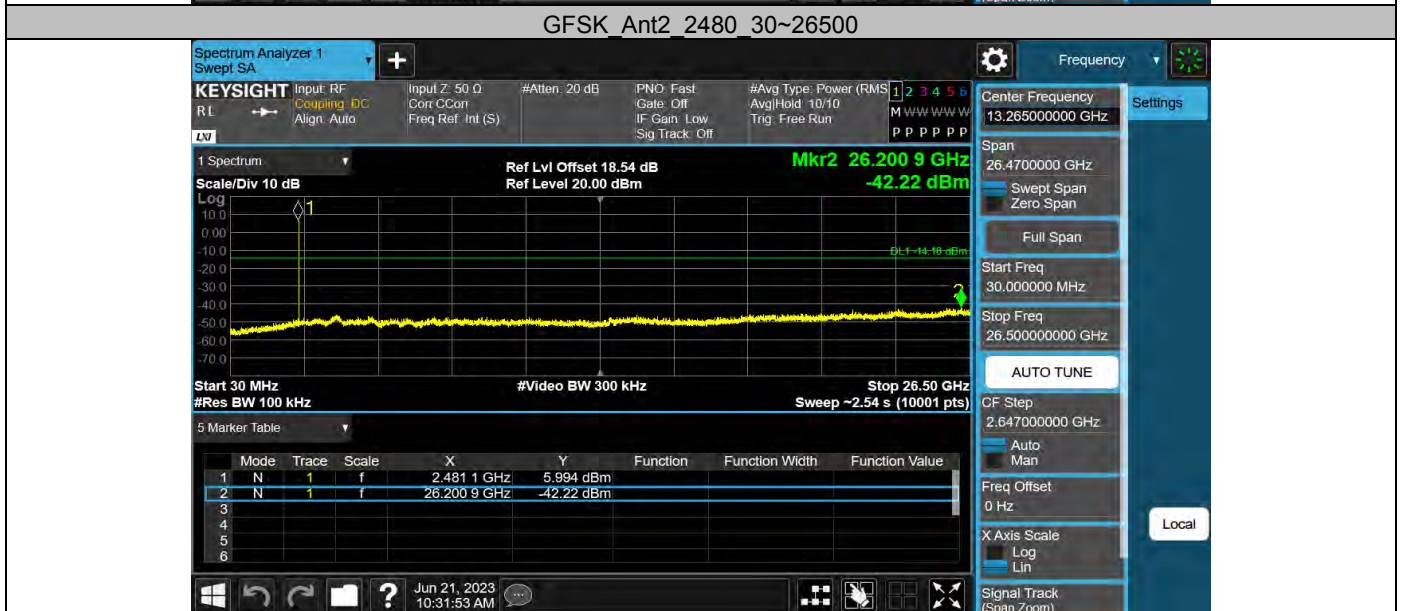 GFSK_Ant2_2480_30~26500
Spectrum Analyzer 1
Swept SA
+
Frequency
KEYSIGHT
RL
LXI
Input: RF
Coupling: DC
Align: Auto
Input Z: 50 Ω
Corr CCorr
Freq Ref: Int (S)
#Atten: 20 dB
PNO: Fast
Gate: Off
IF Gain: Low
Sig Track: Off
#Avg Type: Power (RMS
Avg|Hold: 10/10
Trig: Free Run
1 2 3 4 5 6
M W W W W W
P P P P P P
1 Spectrum
Scale/Div 10 dB
Ref Lvl Offset 18.54 dB
Ref Level 20.00 dBm
Mkr2 26.200 9 GHz
-42.22 dBm
Log
10.0
0.00
-10.0
-20.0
-30.0
-40.0
-50.0
-60.0
-70.0
1
DL1 -14.18 dBm
2
Start 30 MHz
#Res BW 100 kHz
#Video BW 300 kHz
Stop 26.50 GHz
Sweep ~2.54 s (10001 pts)
5 Marker Table
Mode Trace Scale X Y Function Function Width Function Value
1 N 1 f 2.481 1 GHz 5.994 dBm
2 N 1 f 26.200 9 GHz -42.22 dBm
3
4
5
6
?
Jun 21, 2023
10:31:53 AM
Center Frequency
13.265000000 GHz
Settings
Span
26.4700000 GHz
Swept Span
Zero Span
Full Span
Start Freq
30.000000 MHz
Stop Freq
26.500000000 GHz
AUTO TUNE
CF Step
2.647000000 GHz
Auto
Man
Freq Offset
0 Hz
Local
X Axis Scale
Log
Lin
Signal Track
(Span Zoom)